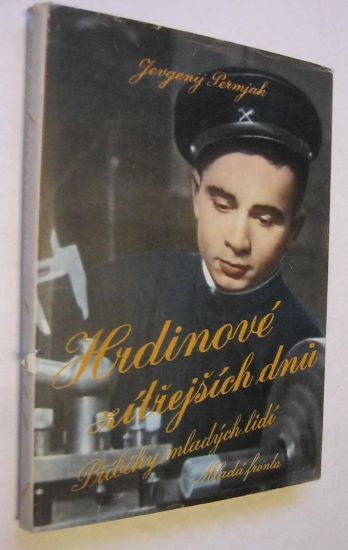 Jevgenij Permjak
Hrdinové
zítřejších dnů
Příběhy mladých lidí
Mladá fronta